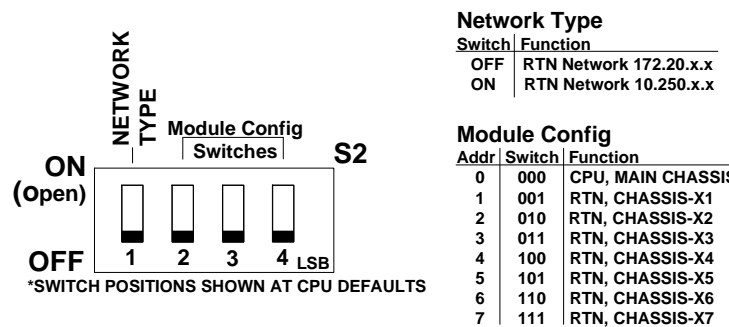 NETWORK
TYPE
Module Config
Switches
S2
ON
(Open)
OFF
1 2 3 4 LSB
*SWITCH POSITIONS SHOWN AT CPU DEFAULTS
Network Type
Switch Function
OFF RTN Network 172.20.x.x
ON RTN Network 10.250.x.x
Module Config
Addr Switch Function
0 000 CPU, MAIN CHASSIS
1 001 RTN, CHASSIS-X1
2 010 RTN, CHASSIS-X2
3 011 RTN, CHASSIS-X3
4 100 RTN, CHASSIS-X4
5 101 RTN, CHASSIS-X5
6 110 RTN, CHASSIS-X6
7 111 RTN, CHASSIS-X7